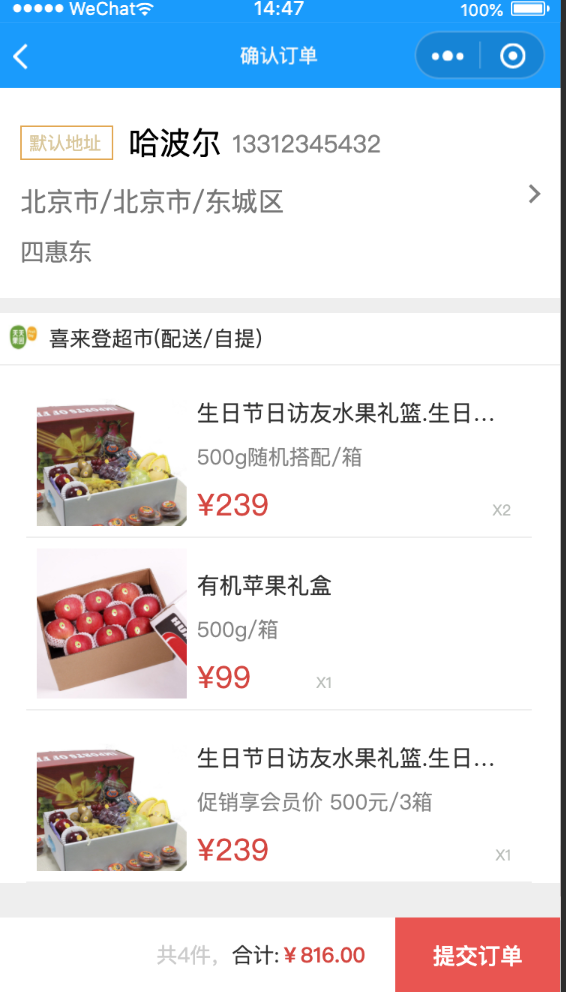 ●●●●● WeChat 14:47 100%
确认订单
默认地址 哈波尔 13312345432
北京市/北京市/东城区
四惠东
喜来登超市(配送/自提)
生日节日访友水果礼篮.生日...
500g随机搭配/箱
¥239 X2
有机苹果礼盒
500g/箱
¥99 X1
生日节日访友水果礼篮.生日...
促销享会员价 500元/3箱
¥239 X1
共4件, 合计:¥816.00 提交订单